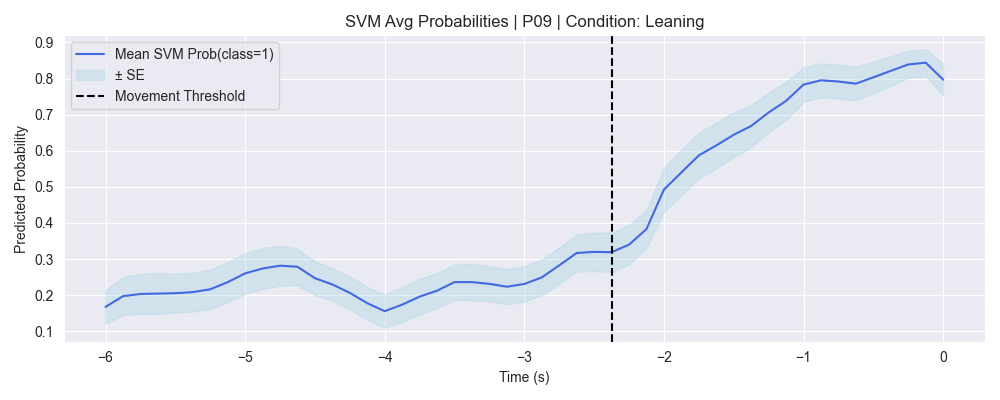 SVM Avg Probabilities | P09 | Condition: Leaning
Mean SVM Prob(class=1)
± SE
Movement Threshold
Predicted Probability
0.9
0.8
0.7
0.6
0.5
0.4
0.3
0.2
0.1
−6 −5 −4 −3 −2 −1 0
Time (s)